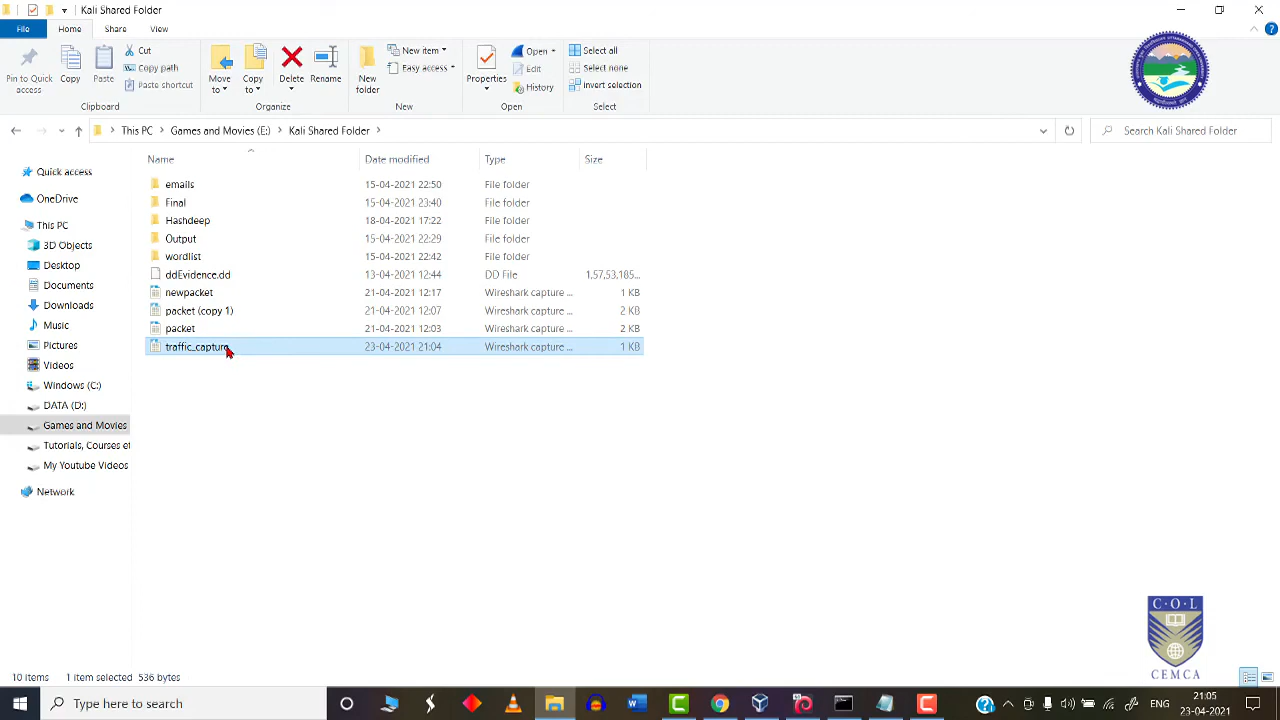 Kali Shared Folder
File
Home
Share
View
Pin to Quick access
Copy
Paste
Cut
Copy path
Paste shortcut
Clipboard
Move to
Copy to
Delete
Rename
Organize
New folder
New item
Easy access
New
Properties
Open
Edit
History
Open
Select all
Select none
Invert selection
Select
This PC
Games and Movies (E:)
Kali Shared Folder
Search Kali Shared Folder
Name
Date modified
Type
Size
Quick access
OneDrive
This PC
3D Objects
Desktop
Documents
Downloads
Music
Pictures
Videos
Windows (C:)
DATA (D:)
Games and Movies
Tutorials, Courses et
My Youtube Videos
Network
emails 15-04-2021 22:50 File folder
Final 15-04-2021 23:40 File folder
Hashdeep 18-04-2021 17:22 File folder
Output 15-04-2021 22:29 File folder
wordlist 15-04-2021 22:42 File folder
ddEvidence.dd 13-04-2021 12:44 DD File 1,57,53,185...
newpacket 21-04-2021 12:17 Wireshark capture ... 1 KB
packet (copy 1) 21-04-2021 12:07 Wireshark capture ... 2 KB
packet 21-04-2021 12:03 Wireshark capture ... 2 KB
traffic_capture 23-04-2021 21:04 Wireshark capture ... 1 KB
C·O·L
CEMCA
10 items 1 item selected 536 bytes
Type here to search
ENG
21:05
23-04-2021